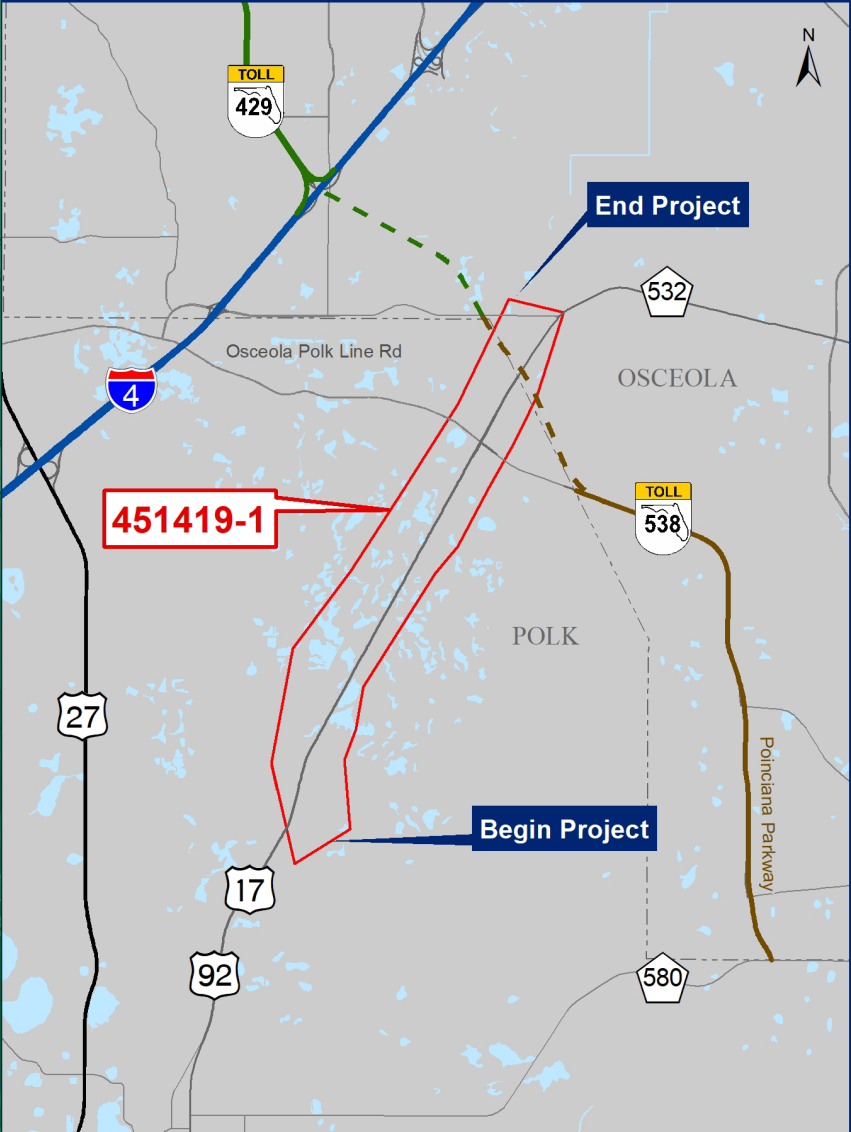 N
TOLL
429
End Project
532
Osceola Polk Line Rd
OSCEOLA
4
451419-1
TOLL
538
POLK
27
Poinciana Parkway
Begin Project
17
92
580